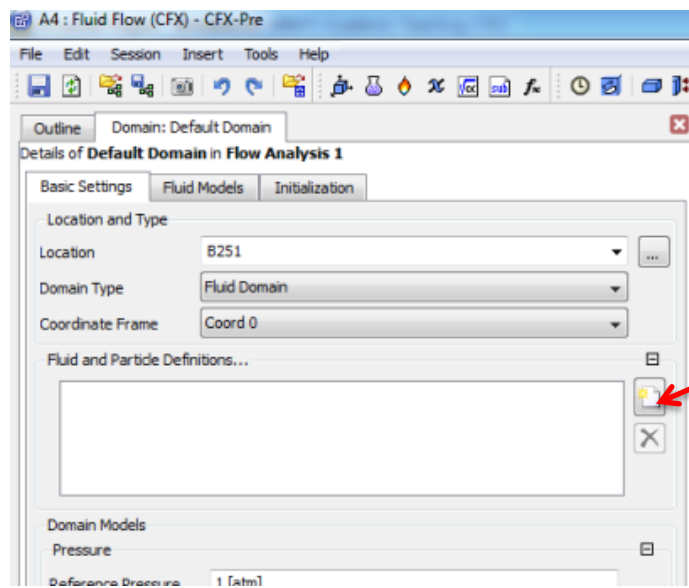 A4 : Fluid Flow (CFX) - CFX-Pre
File Edit Session Insert Tools Help
Outline Domain: Default Domain
Details of Default Domain in Flow Analysis 1
Basic Settings Fluid Models Initialization
Location and Type
Location B251 ...
Domain Type Fluid Domain
Coordinate Frame Coord 0
Fluid and Particle Definitions...
Domain Models
Pressure
Reference Pressure 1 [atm]